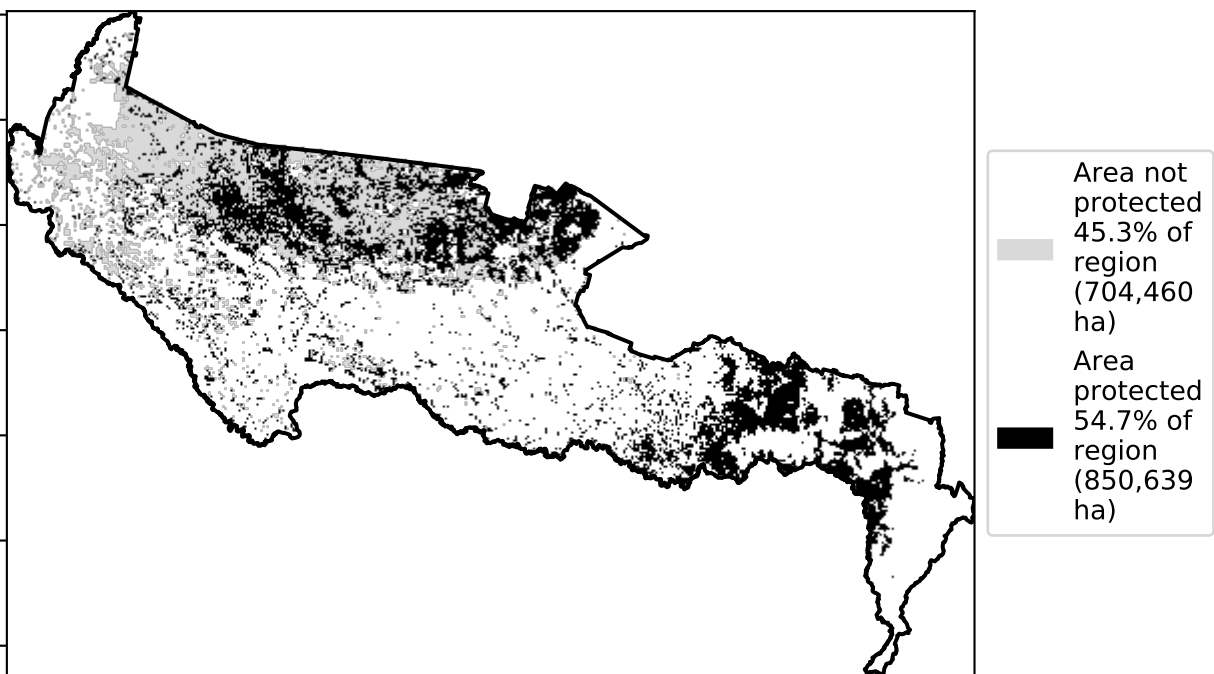 Area not
protected
45.3% of
region
(704,460
ha)
Area
protected
54.7% of
region
(850,639
ha)